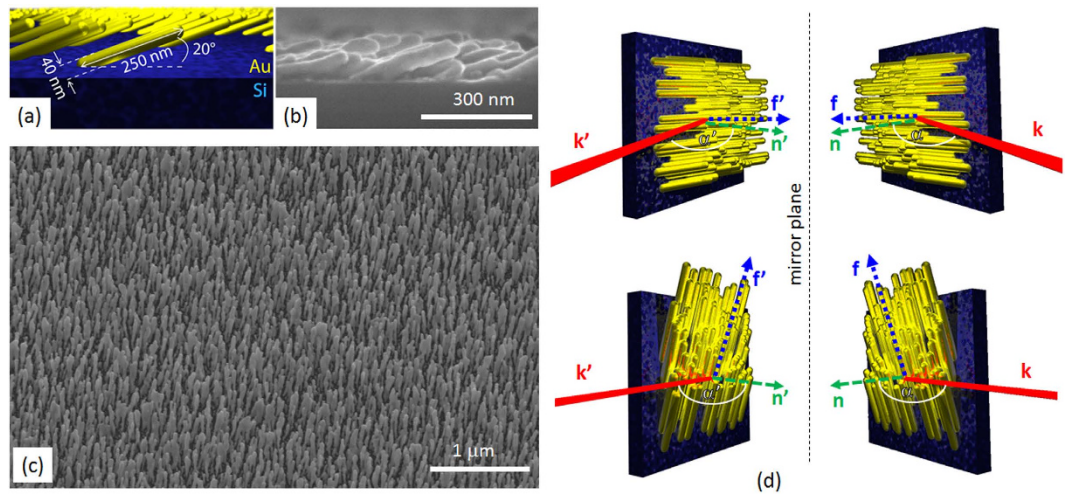 20°
250 nm
40 nm
Au
Si
(a)
(b)
300 nm
(c)
1 μm
f'
n'
α'
k'
f
n
α
k
mirror plane
f'
n'
α'
k'
f
n
α
k
(d)